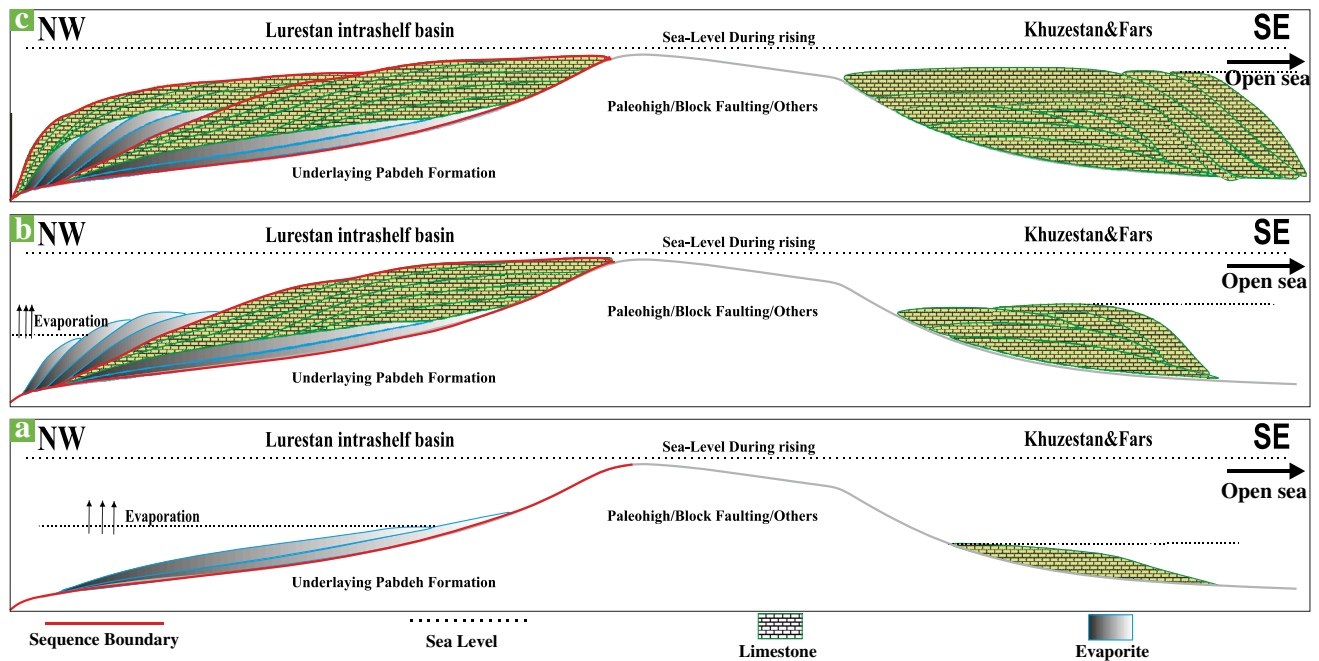 c NW Lurestan intrashelf basin Sea-Level During rising Khuzestan&Fars SE
Open sea
Paleohigh/Block Faulting/Others
Underlaying Pabdeh Formation
b NW Lurestan intrashelf basin Sea-Level During rising Khuzestan&Fars SE
Open sea
Evaporation
Paleohigh/Block Faulting/Others
Underlaying Pabdeh Formation
a NW Lurestan intrashelf basin Sea-Level During rising Khuzestan&Fars SE
Open sea
Evaporation
Paleohigh/Block Faulting/Others
Underlaying Pabdeh Formation
Sequence Boundary
Sea Level
Limestone
Evaporite